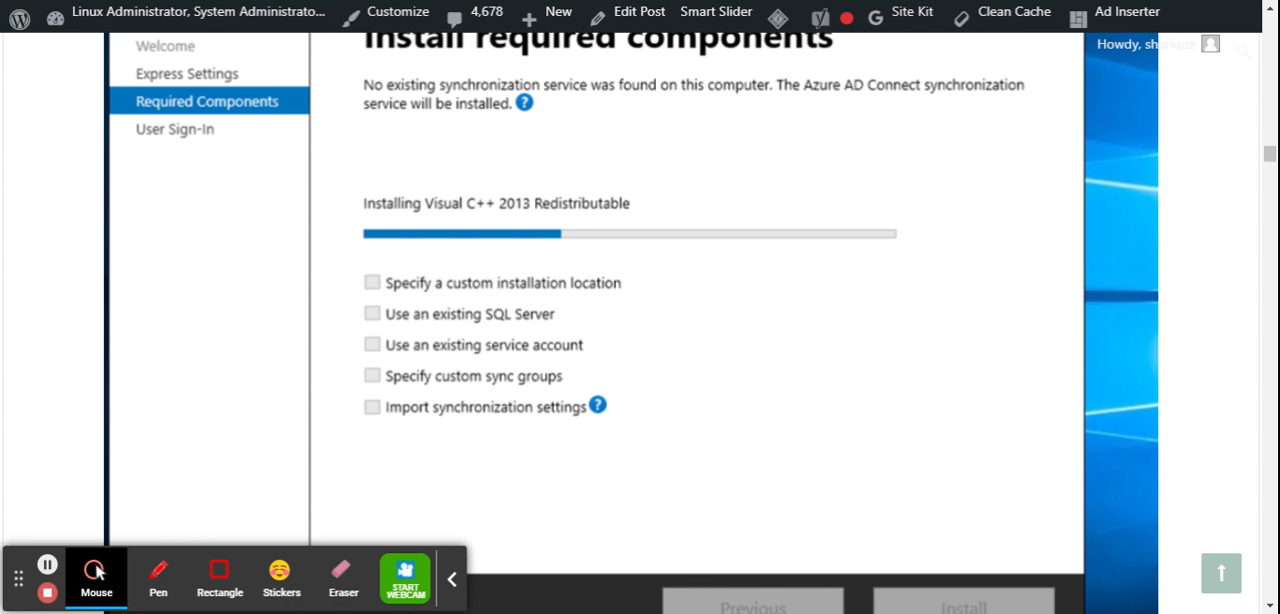 Linux Administrator, System Administrato... Customize 4,678 New Edit Post Smart Slider Site Kit Clean Cache Ad Inserter
Howdy, sharique
Install required components
Welcome
Express Settings
Required Components
User Sign-In
No existing synchronization service was found on this computer. The Azure AD Connect synchronization
service will be installed. ?
Installing Visual C++ 2013 Redistributable
Specify a custom installation location
Use an existing SQL Server
Use an existing service account
Specify custom sync groups
Import synchronization settings ?
Previous Install
Mouse Pen Rectangle Stickers Eraser START
WEBCAM